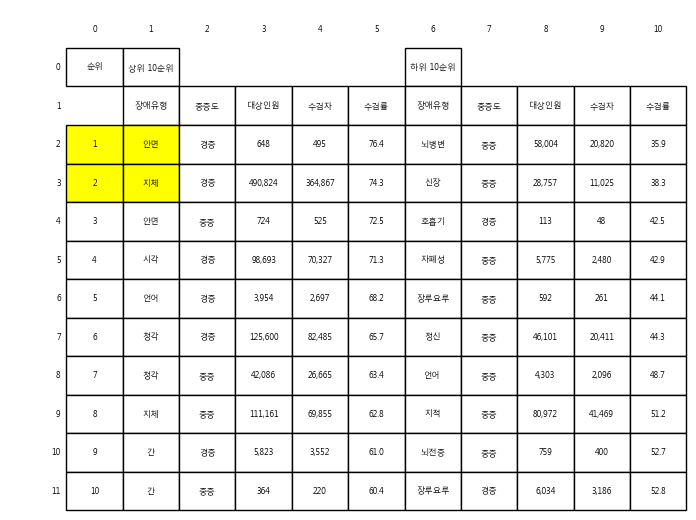 0 1 2 3 4 5 6 7 8 9 10
0 순위 상위 10순위 하위 10순위
1 장애유형 중증도 대상인원 수검자 수검률 장애유형 중증도 대상인원 수검자 수검률
2 1 안면 경증 648 495 76.4 뇌병변 중증 58,004 20,820 35.9
3 2 지체 경증 490,824 364,867 74.3 신장 중증 28,757 11,025 38.3
4 3 안면 중증 724 525 72.5 호흡기 경증 113 48 42.5
5 4 시각 경증 98,693 70,327 71.3 자폐성 중증 5,775 2,480 42.9
6 5 언어 경증 3,954 2,697 68.2 장루요루 중증 592 261 44.1
7 6 청각 경증 125,600 82,485 65.7 정신 중증 46,101 20,411 44.3
8 7 청각 중증 42,086 26,665 63.4 언어 중증 4,303 2,096 48.7
9 8 지체 중증 111,161 69,855 62.8 지적 중증 80,972 41,469 51.2
10 9 간 경증 5,823 3,552 61.0 뇌전증 중증 759 400 52.7
11 10 간 중증 364 220 60.4 장루요루 경증 6,034 3,186 52.8